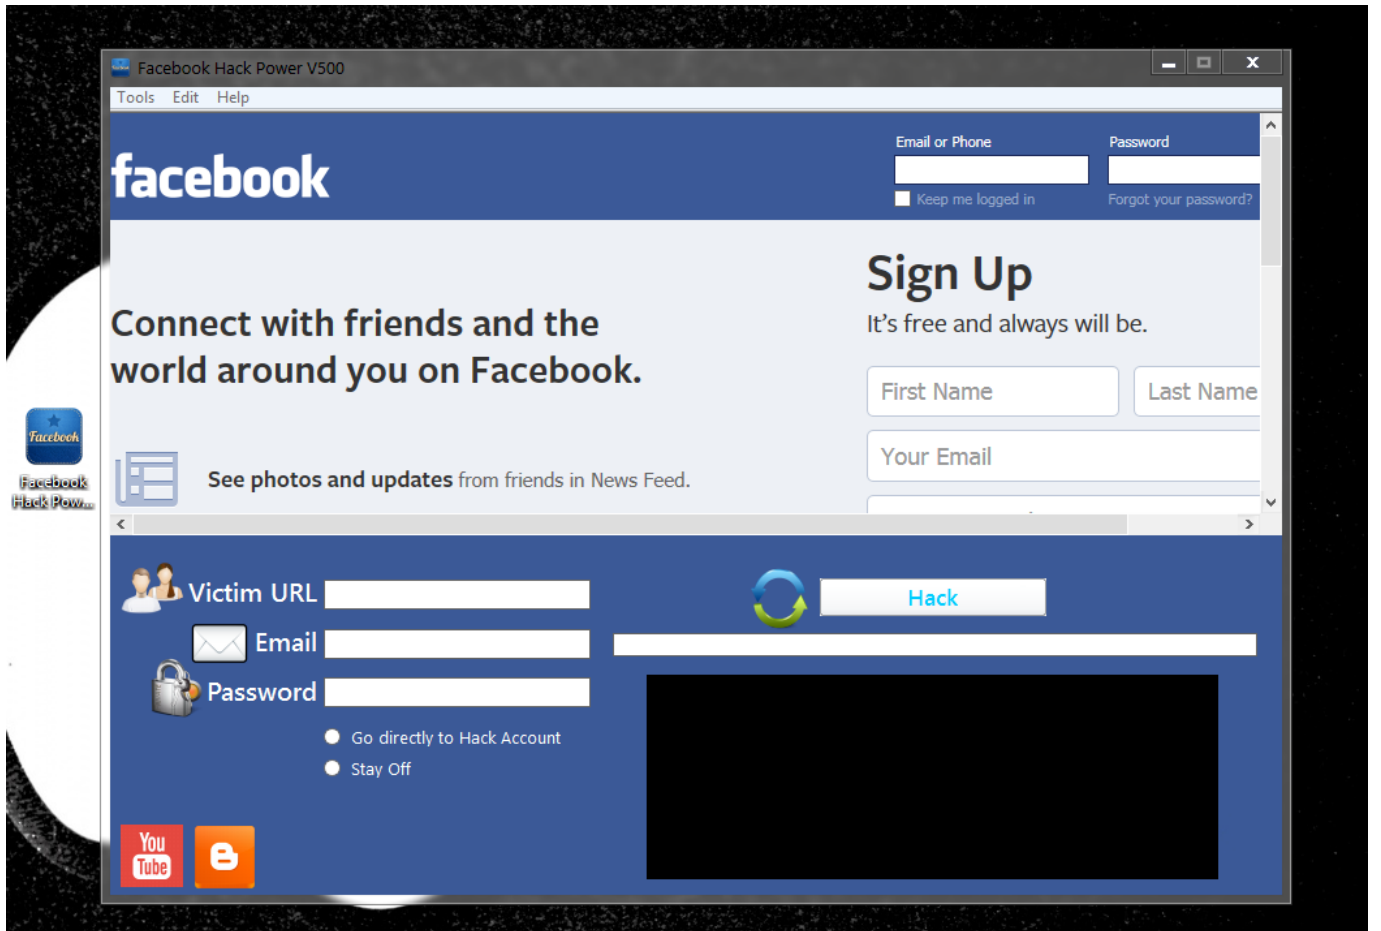 Facebook Hack Power V500
Tools Edit Help
Email or Phone
Password
facebook
Keep me logged in
Forgot your password?
Sign Up
It's free and always will be.
Connect with friends and the
world around you on Facebook.
First Name
Last Name
Your Email
See photos and updates from friends in News Feed.
Facebook
Facebook
Hack Pow...
Victim URL
Hack
Email
Password
Go directly to Hack Account
Stay Off
You
Tube